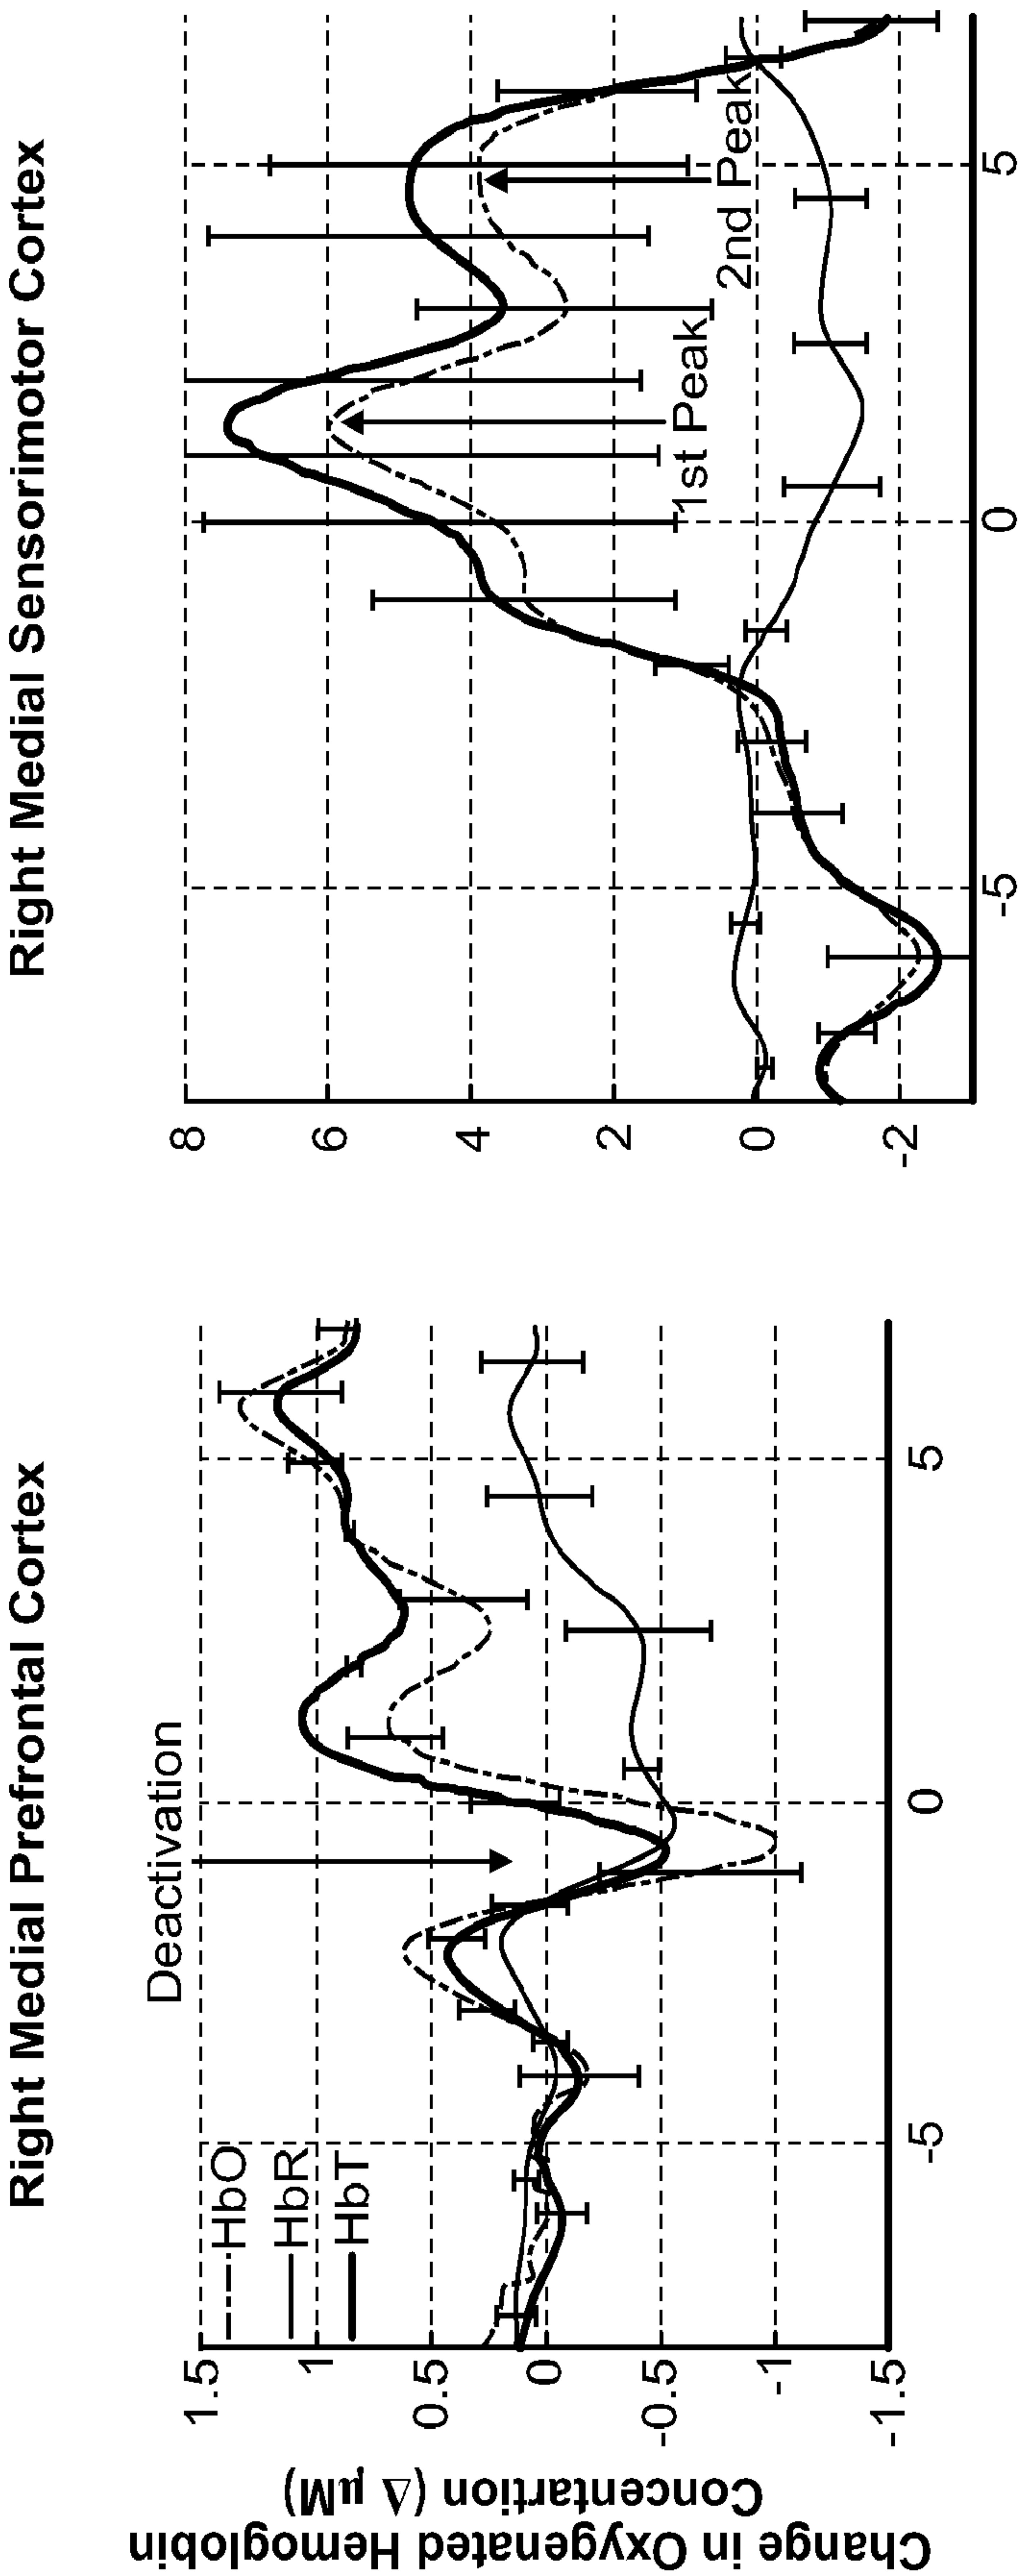 Right Medial Prefrontal Cortex
Right Medial Sensorimotor Cortex
Change in Oxygenated Hemoglobin
Concentartion (Δ μM)
1.5
1
0.5
0
-0.5
-1
-1.5
HbO
HbR
HbT
Deactivation
-5
0
5
8
6
4
2
0
-2
1st Peak
2nd Peak
-5
0
5